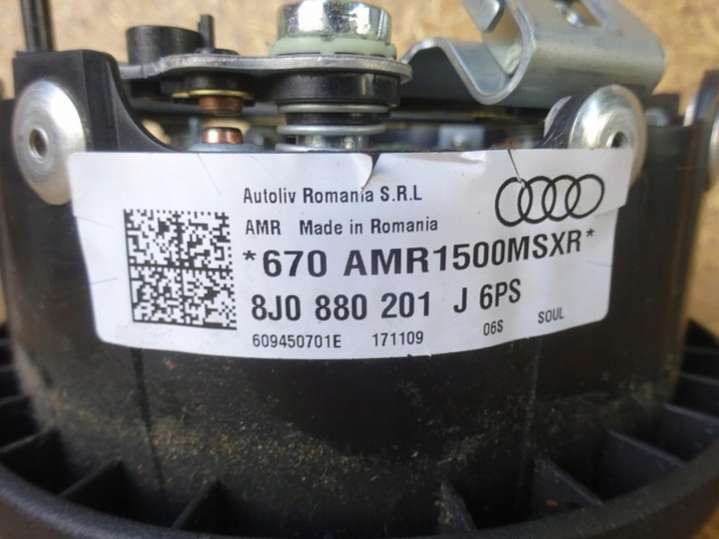 Autoliv Romania S.R.L
AMR Made in Romania
*670 AMR1500MSXR*
8J0 880 201 J 6PS
609450701E 171109 06S SOUL